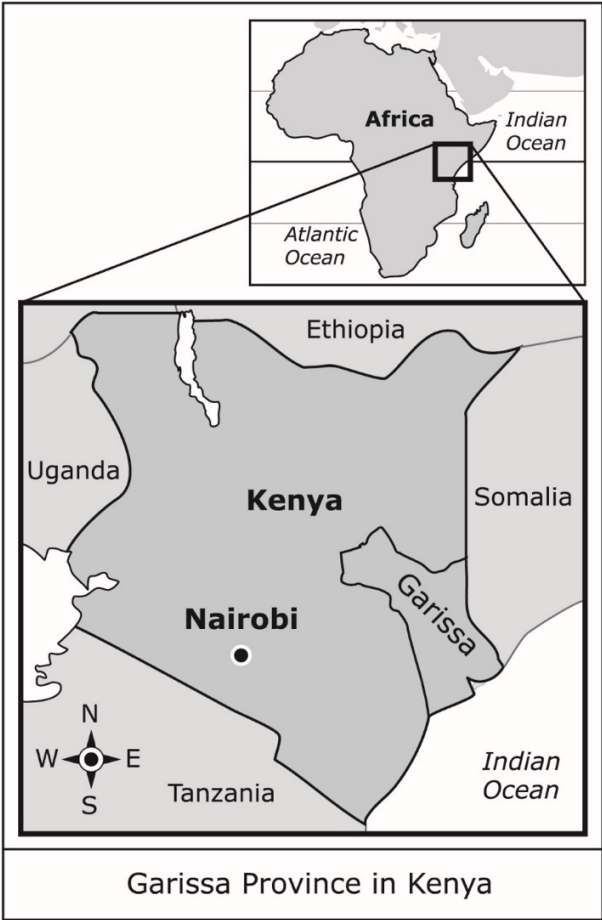 Africa
Indian
Ocean
Atlantic
Ocean
Ethiopia
Uganda
Kenya
Somalia
Garissa
Nairobi
N
W E
S
Tanzania
Indian
Ocean
Garissa Province in Kenya